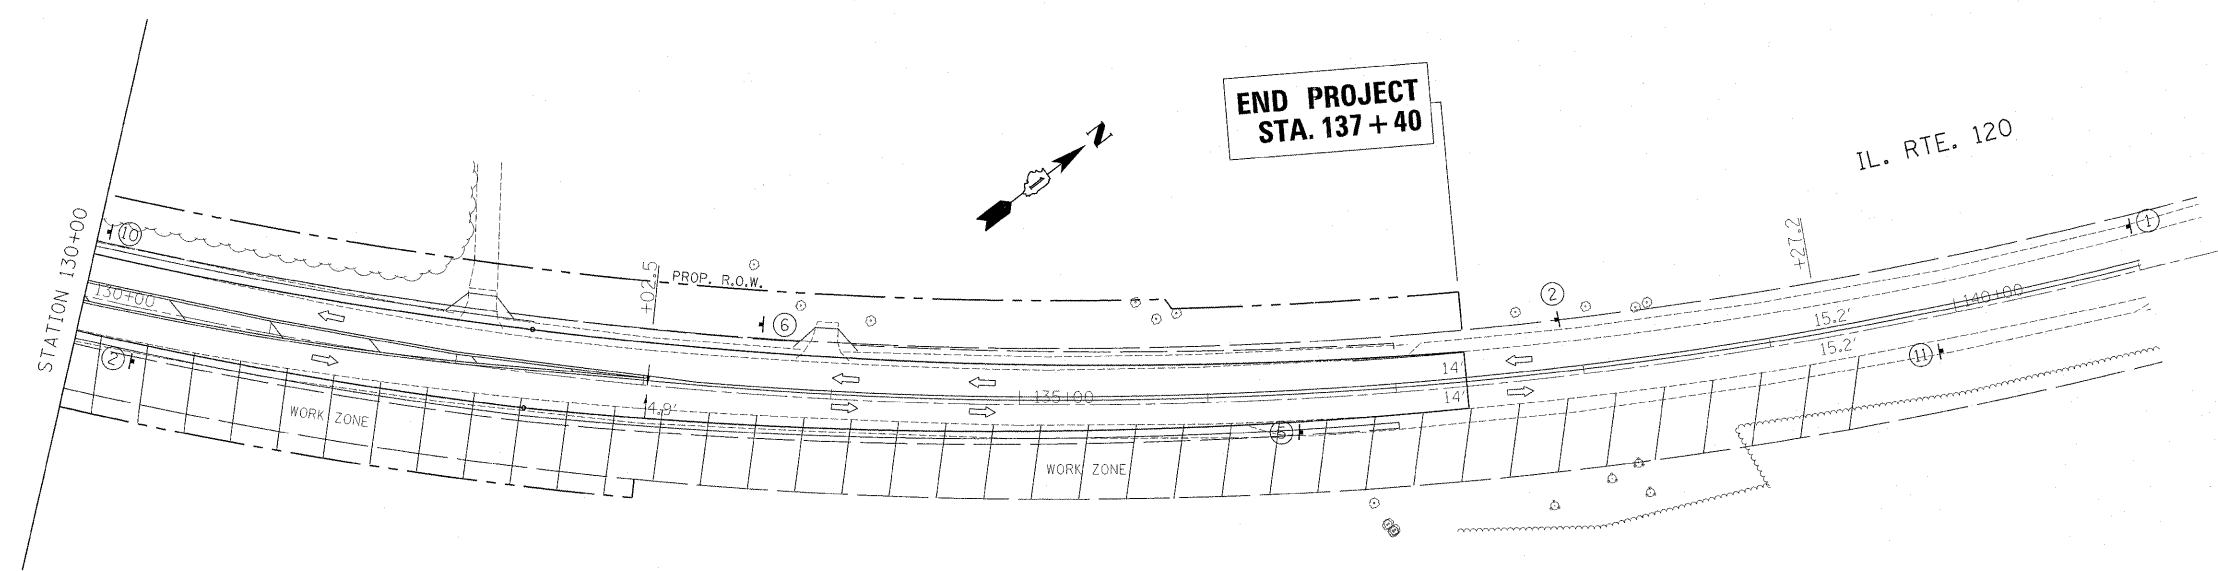 END PROJECT
STA. 137+40
N
IL. RTE. 120
STATION 130+00
10
130+00
+02.5
PROP. R.O.W.
6
2
+27.2
1
140+00
15.2'
15.2'
11
2
14'
14'
135+00
4.9'
WORK ZONE
5
WORK ZONE